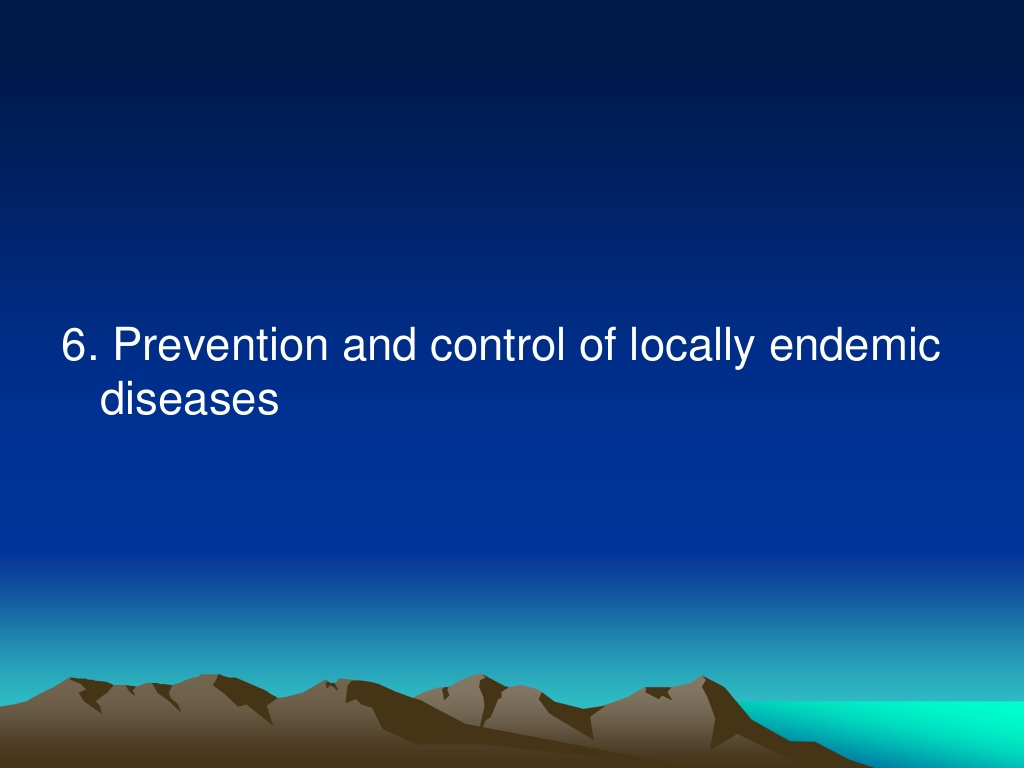 6. Prevention and control of locally endemic
diseases